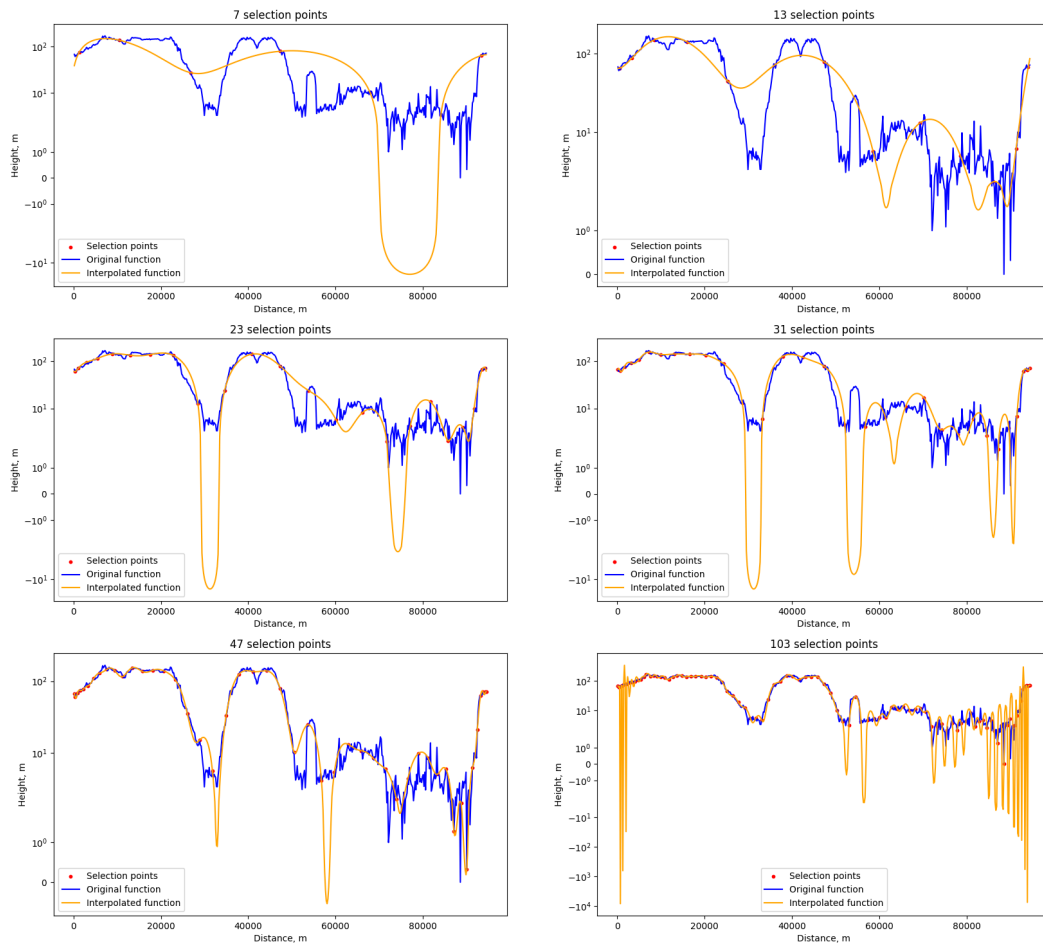 7 selection points
Height, m
10²
10¹
10⁰
0
−10⁰
−10¹
Selection points
Original function
Interpolated function
0 20000 40000 60000 80000
Distance, m
13 selection points
Height, m
10²
10¹
10⁰
0
Selection points
Original function
Interpolated function
0 20000 40000 60000 80000
Distance, m
23 selection points
Height, m
10²
10¹
10⁰
0
−10⁰
−10¹
Selection points
Original function
Interpolated function
0 20000 40000 60000 80000
Distance, m
31 selection points
Height, m
10²
10¹
10⁰
0
−10⁰
−10¹
Selection points
Original function
Interpolated function
0 20000 40000 60000 80000
Distance, m
47 selection points
Height, m
10²
10¹
10⁰
0
Selection points
Original function
Interpolated function
0 20000 40000 60000 80000
Distance, m
103 selection points
Height, m
10²
10¹
10⁰
0
−10⁰
−10¹
−10²
−10³
−10⁴
Selection points
Original function
Interpolated function
0 20000 40000 60000 80000
Distance, m